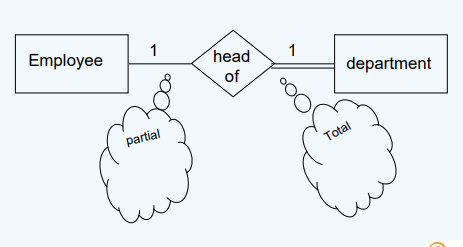 Employee
1
head
of
1
department
partial
Total